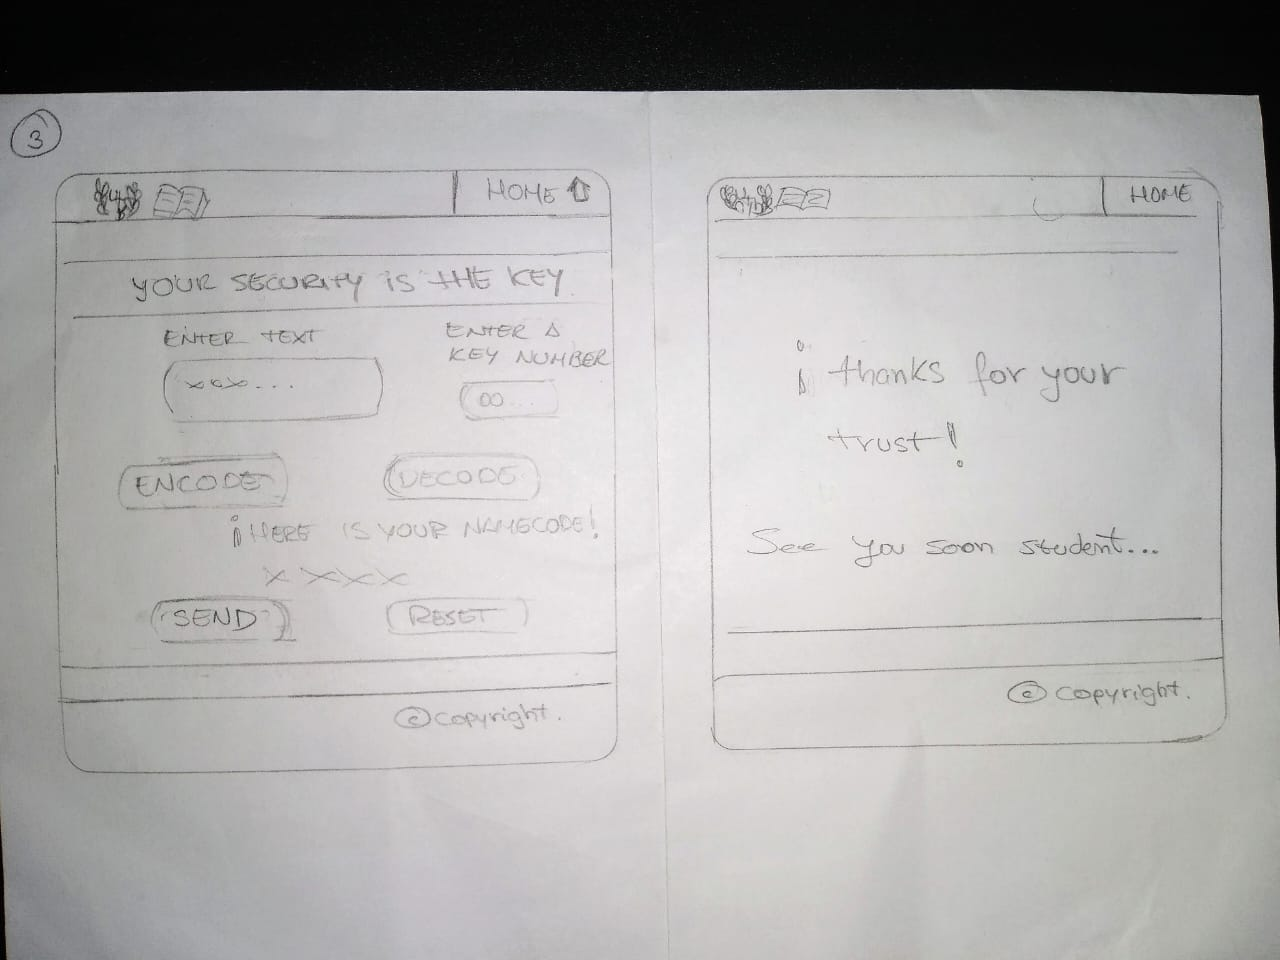 3
HOME
YOUR SECURITY iS THE KEY
ENTER TEXT
ENTER A
KEY NUMBER
xoxo...
00...
ENCODE
DECODE
¡HERE IS YOUR NAMECODE!
XXXX
SEND
RESET
© copyright.
HOME
¡thanks for your
trust!
See you soon student...
© copyright.